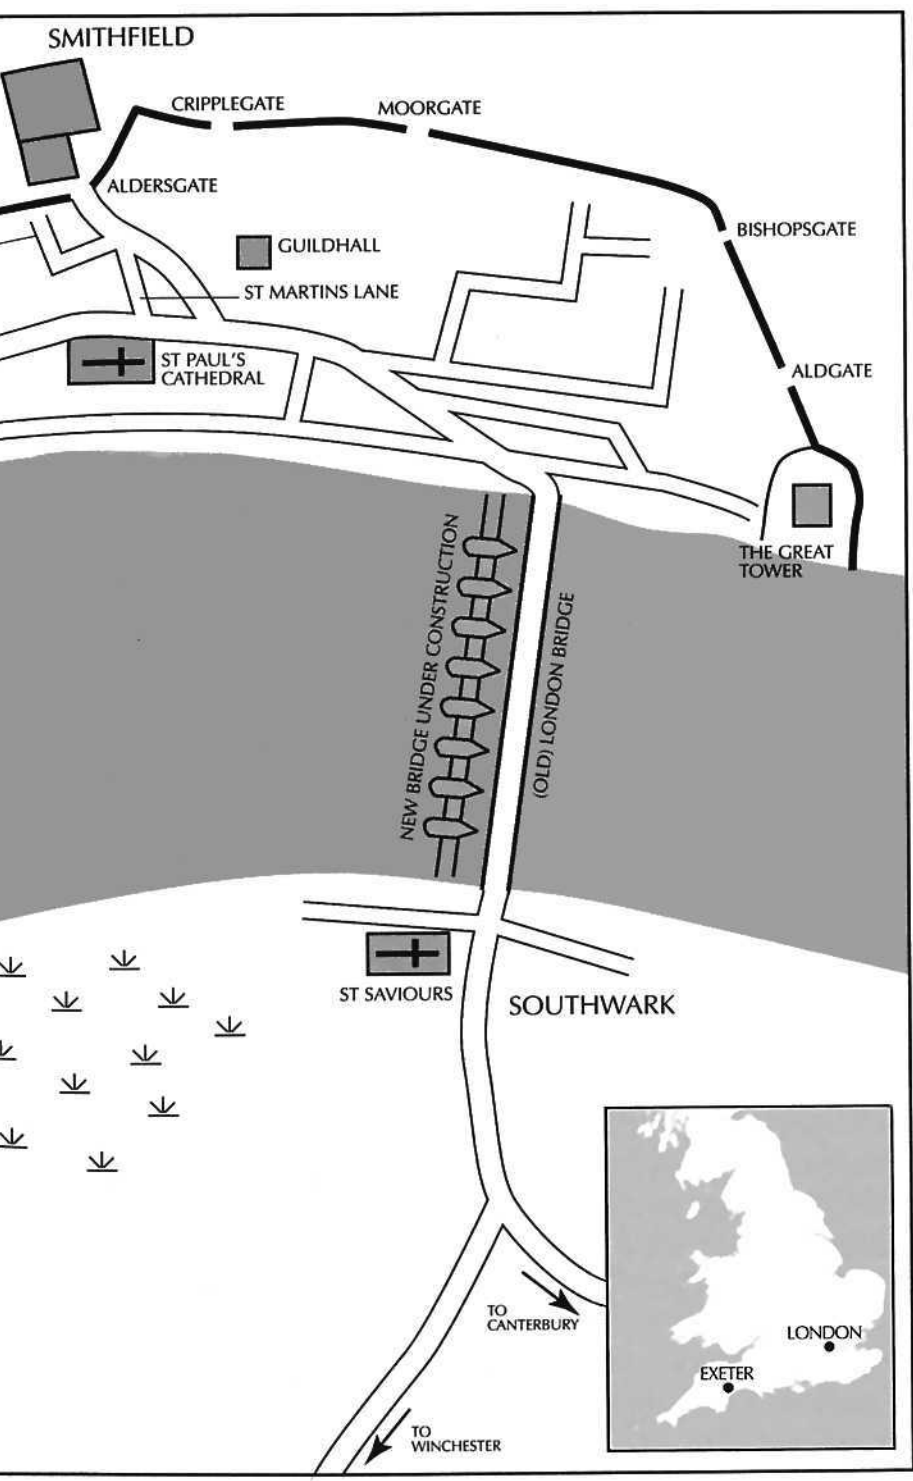 SMITHFIELD
CRIPPLEGATE
MOORGATE
ALDERSGATE
BISHOPSGATE
GUILDHALL
ST MARTINS LANE
ST PAUL'S
CATHEDRAL
ALDGATE
THE GREAT
TOWER
NEW BRIDGE UNDER CONSTRUCTION
(OLD) LONDON BRIDGE
ST SAVIOURS
SOUTHWARK
TO
CANTERBURY
LONDON
EXETER
TO
WINCHESTER